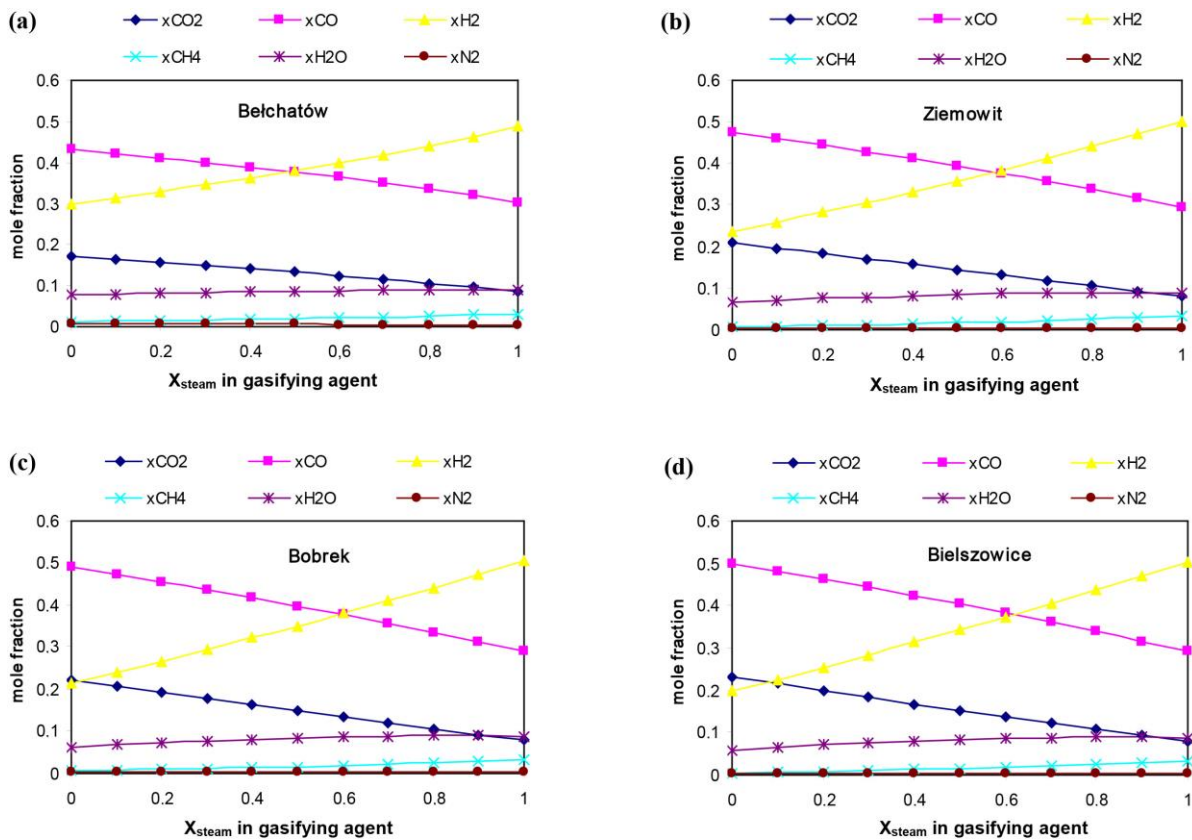 (a)
xCO2 xCO xH2
xCH4 xH2O xN2
Bełchatów
mole fraction
0.6
0.5
0.4
0.3
0.2
0.1
0
0 0.2 0.4 0,6 0,8 1
Xsteam in gasifying agent
(b)
xCO2 xCO xH2
xCH4 xH2O xN2
Ziemowit
mole fraction
0.6
0.5
0.4
0.3
0.2
0.1
0
0 0.2 0.4 0.6 0.8 1
Xsteam in gasifying agent
(c)
xCO2 xCO xH2
xCH4 xH2O xN2
Bobrek
mole fraction
0.6
0.5
0.4
0.3
0.2
0.1
0
0 0.2 0.4 0.6 0.8 1
Xsteam in gasifying agent
(d)
xCO2 xCO xH2
xCH4 xH2O xN2
Bielszowice
mole fraction
0.6
0.5
0.4
0.3
0.2
0.1
0
0 0.2 0.4 0.6 0.8 1
Xsteam in gasifying agent